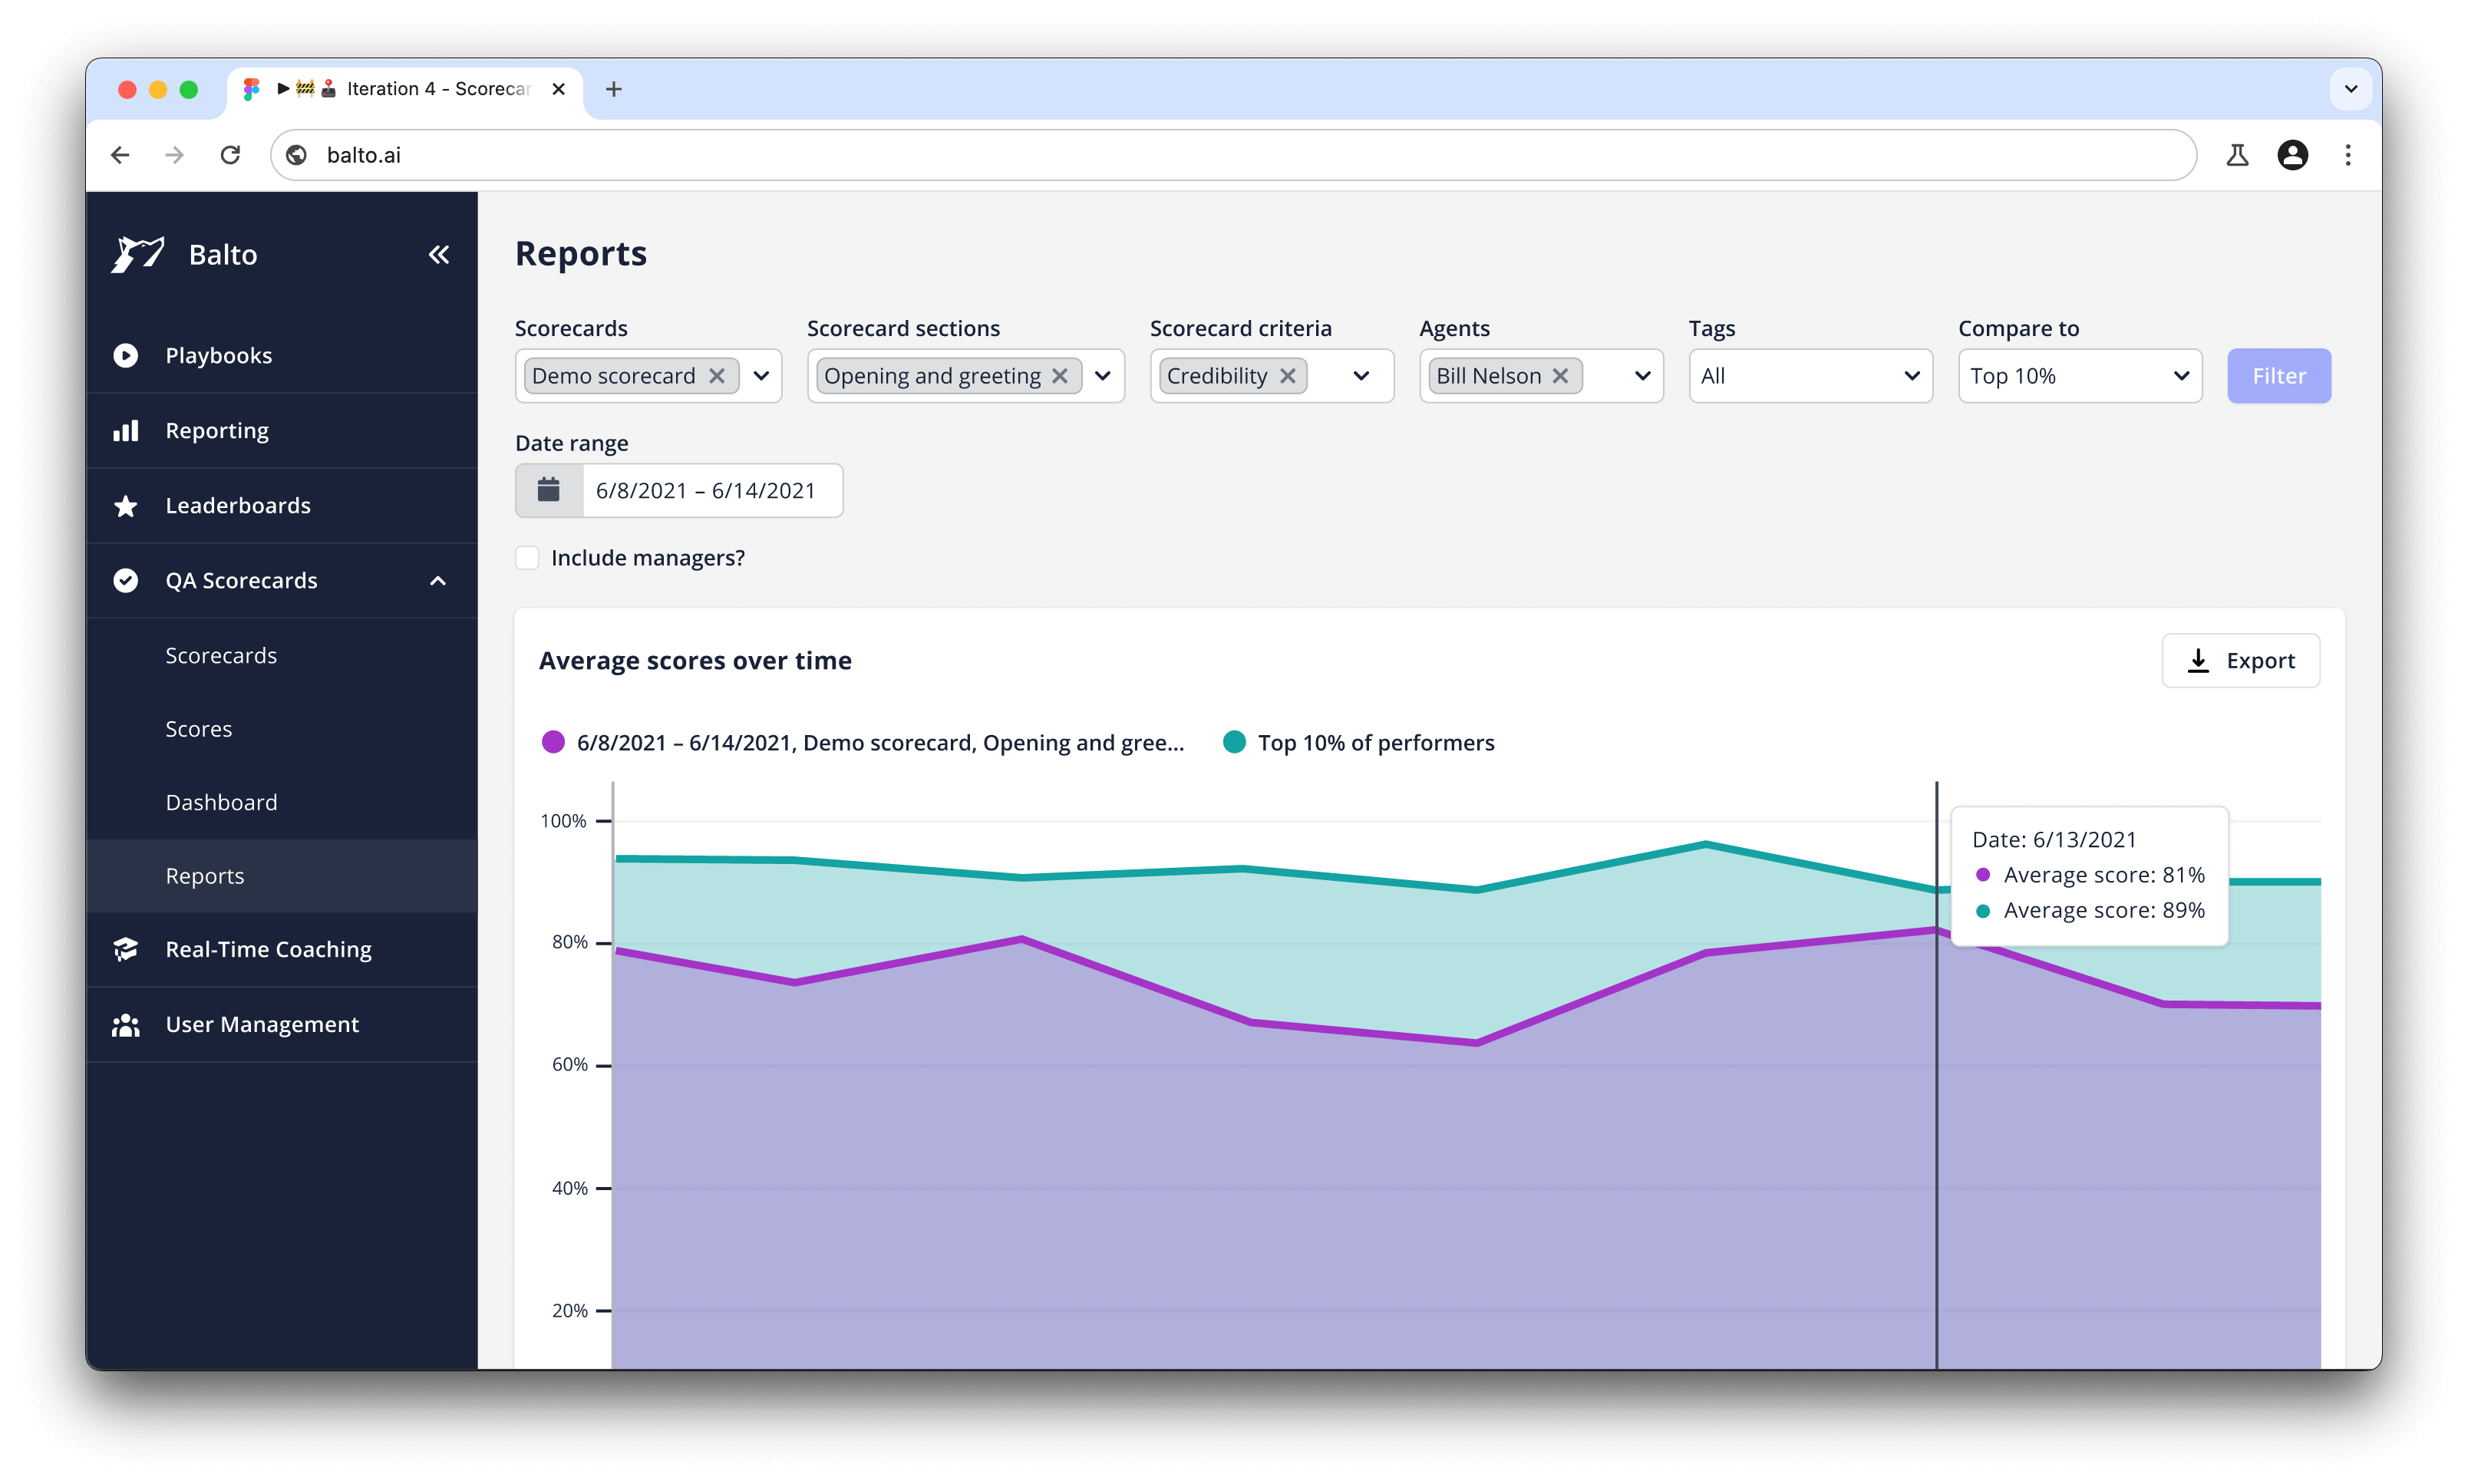 Iteration 4 - Scorecar
balto.ai
Balto
Playbooks
Reporting
Leaderboards
QA Scorecards
Scorecards
Scores
Dashboard
Reports
Real-Time Coaching
User Management
Reports
Scorecards
Demo scorecard
Scorecard sections
Opening and greeting
Scorecard criteria
Credibility
Agents
Bill Nelson
Tags
All
Compare to
Top 10%
Filter
Date range
6/8/2021 – 6/14/2021
Include managers?
Average scores over time
Export
6/8/2021 – 6/14/2021, Demo scorecard, Opening and gree...
Top 10% of performers
100%
80%
60%
40%
20%
Date: 6/13/2021
Average score: 81%
Average score: 89%